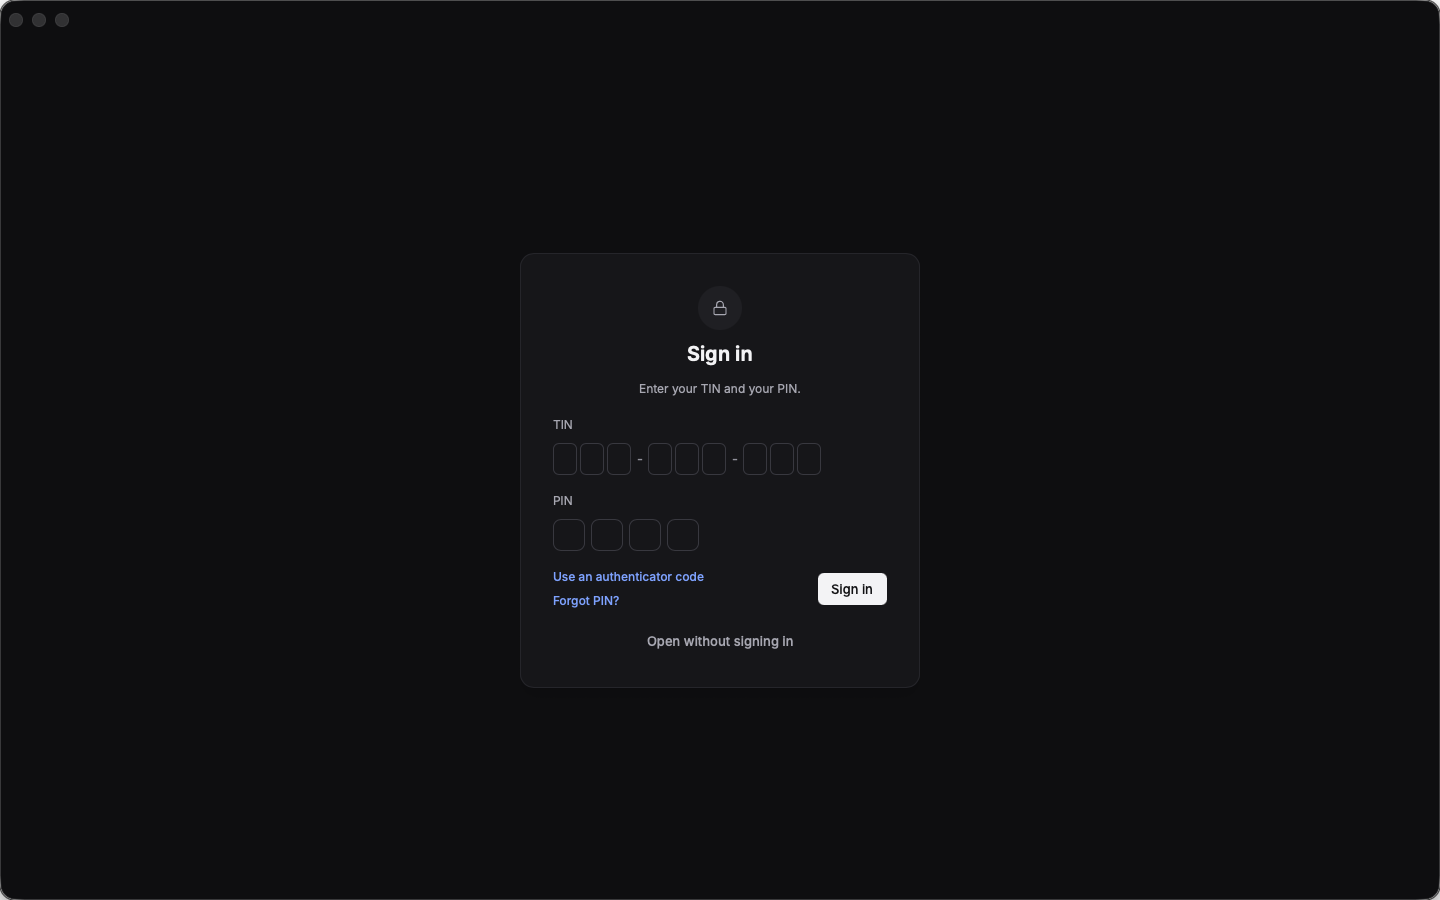 Sign in
Enter your TIN and your PIN.
TIN
- -
PIN
Use an authenticator code
Forgot PIN?
Sign in
Open without signing in